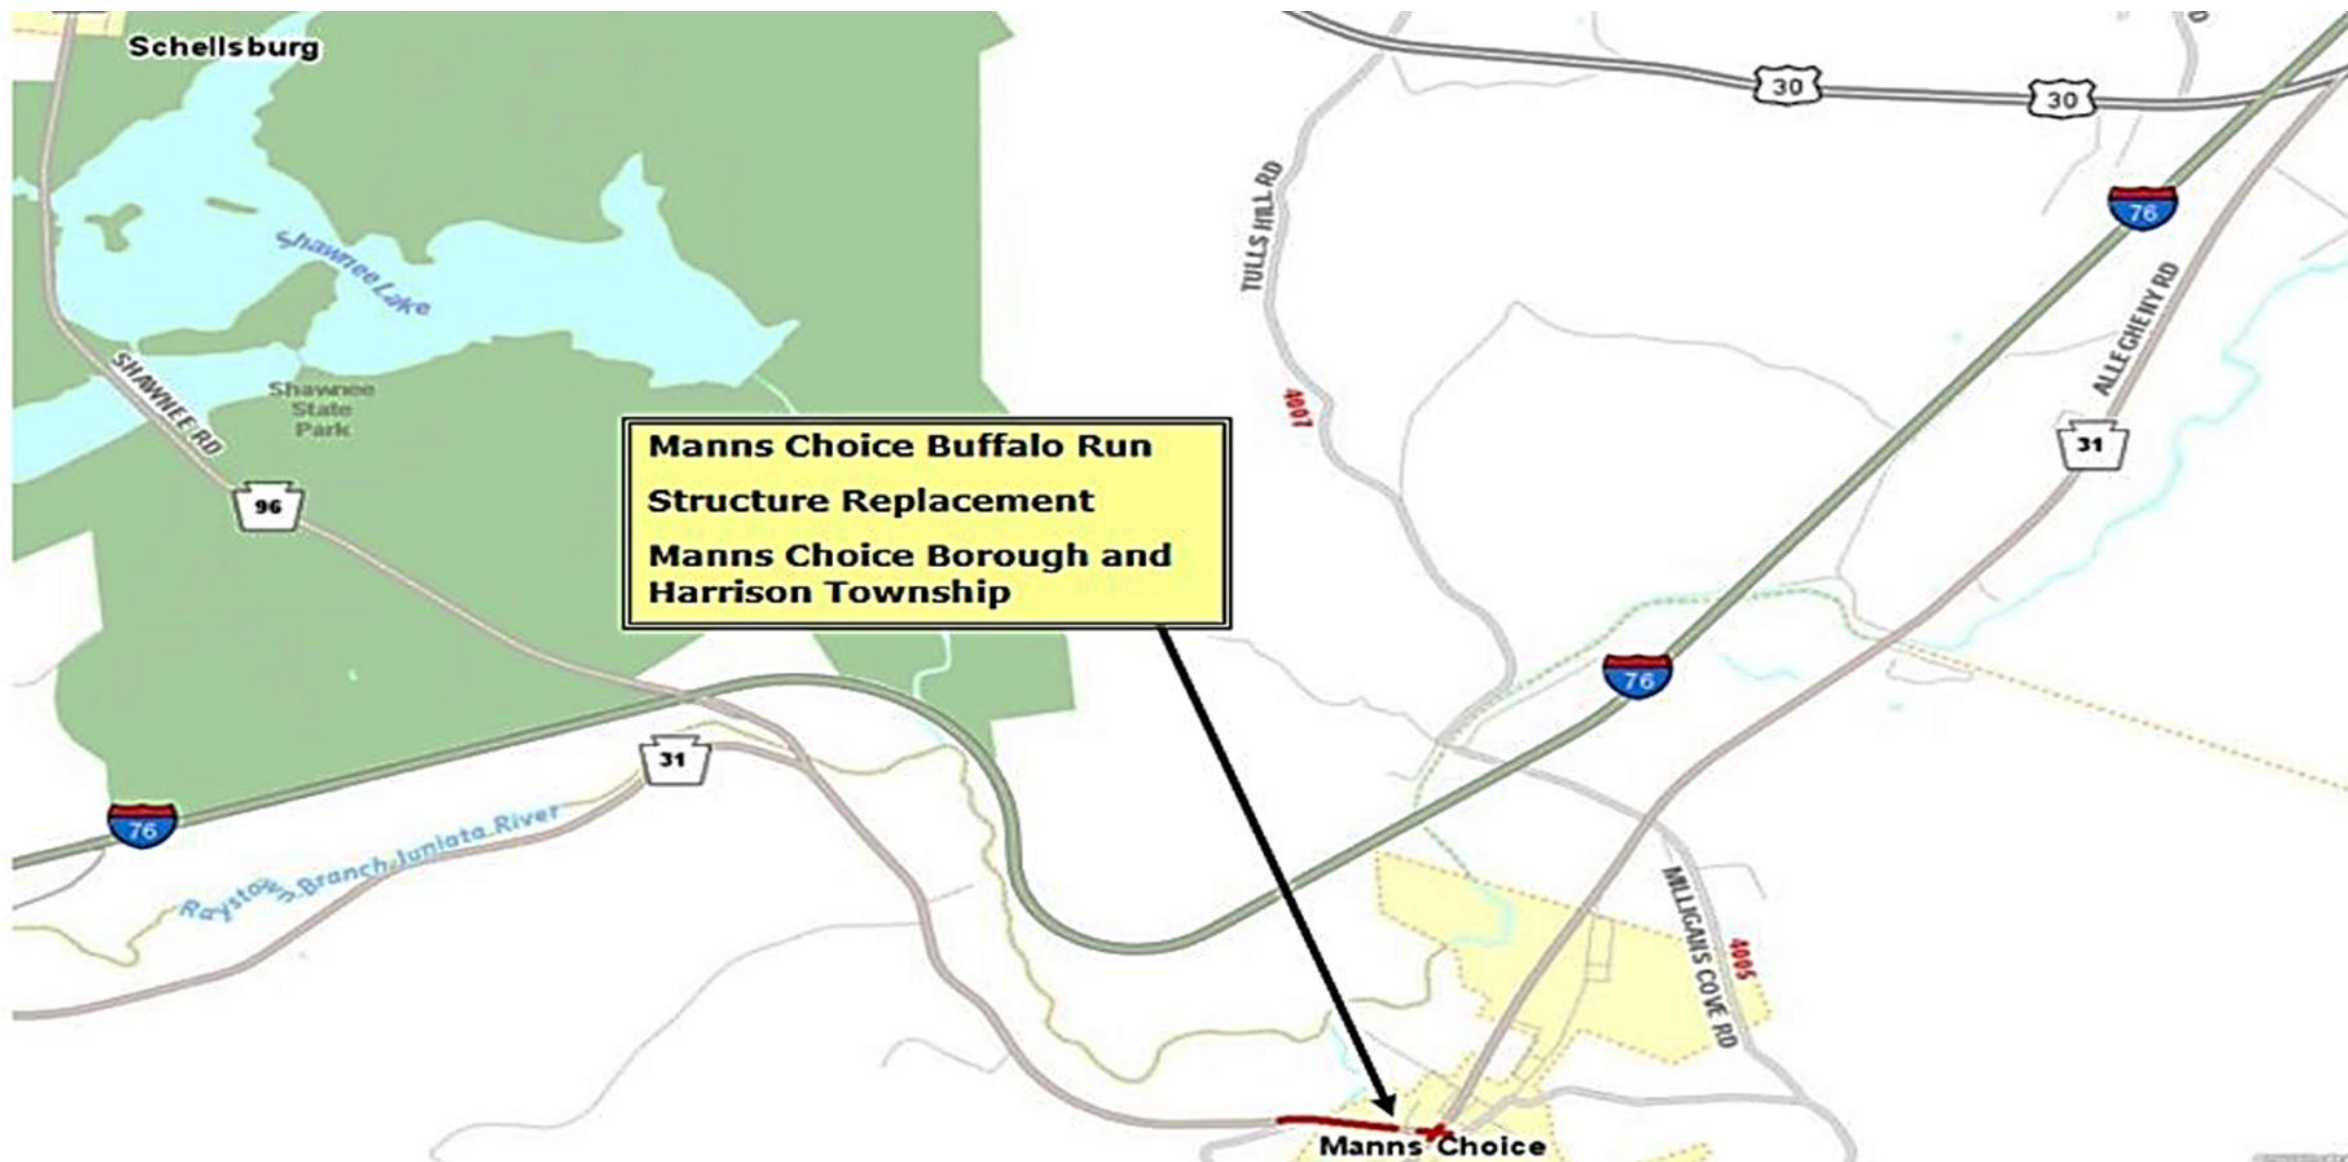 Schellsburg
30
30
TULLS HILL RD
76
Shawnee Lake
ALLEGHENY RD
SHAWNEE RD
Shawnee
State
Park
4007
31
96
Manns Choice Buffalo Run
Structure Replacement
Manns Choice Borough and
Harrison Township
76
31
76
Raystown Branch Juniata River
MILLIGANS COVE RD
4005
Manns Choice